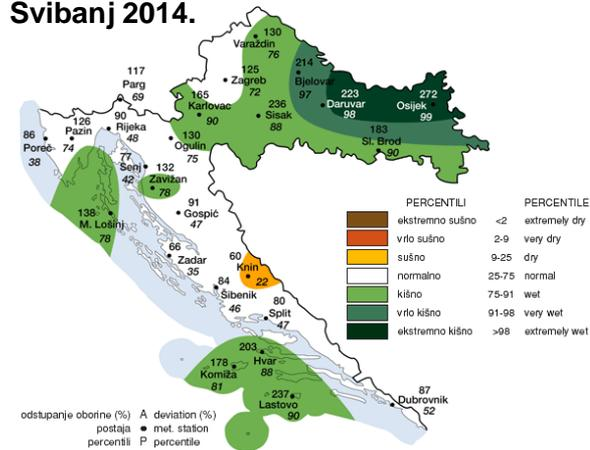 Svibanj 2014.
130
Varaždin
76
214
Bjelovar
97
125
Zagreb
72
117
Parg
69
165
Karlovac
90
223
Daruvar
98
272
Osijek
99
236
Sisak
88
126
Pazin
74
90
Rijeka
48
86
Poreč
38
130
Ogulin
75
183
Sl. Brod
90
77
Senj
42
132
Zavižan
78
138
M. Lošinj
78
91
Gospić
47
66
Zadar
35
60
Knin
22
84
Šibenik
46
80
Split
47
203
Hvar
88
178
Komiža
81
237
Lastovo
90
87
Dubrovnik
52
PERCENTILI PERCENTILE
ekstremno sušno <2 extremely dry
vrlo sušno 2-9 very dry
sušno 9-25 dry
normalno 25-75 normal
kišno 75-91 wet
vrlo kišno 91-98 very wet
ekstremno kišno >98 extremely wet
odstupanje oborine (%) A deviation (%)
postaja met. station
percentili P percentile